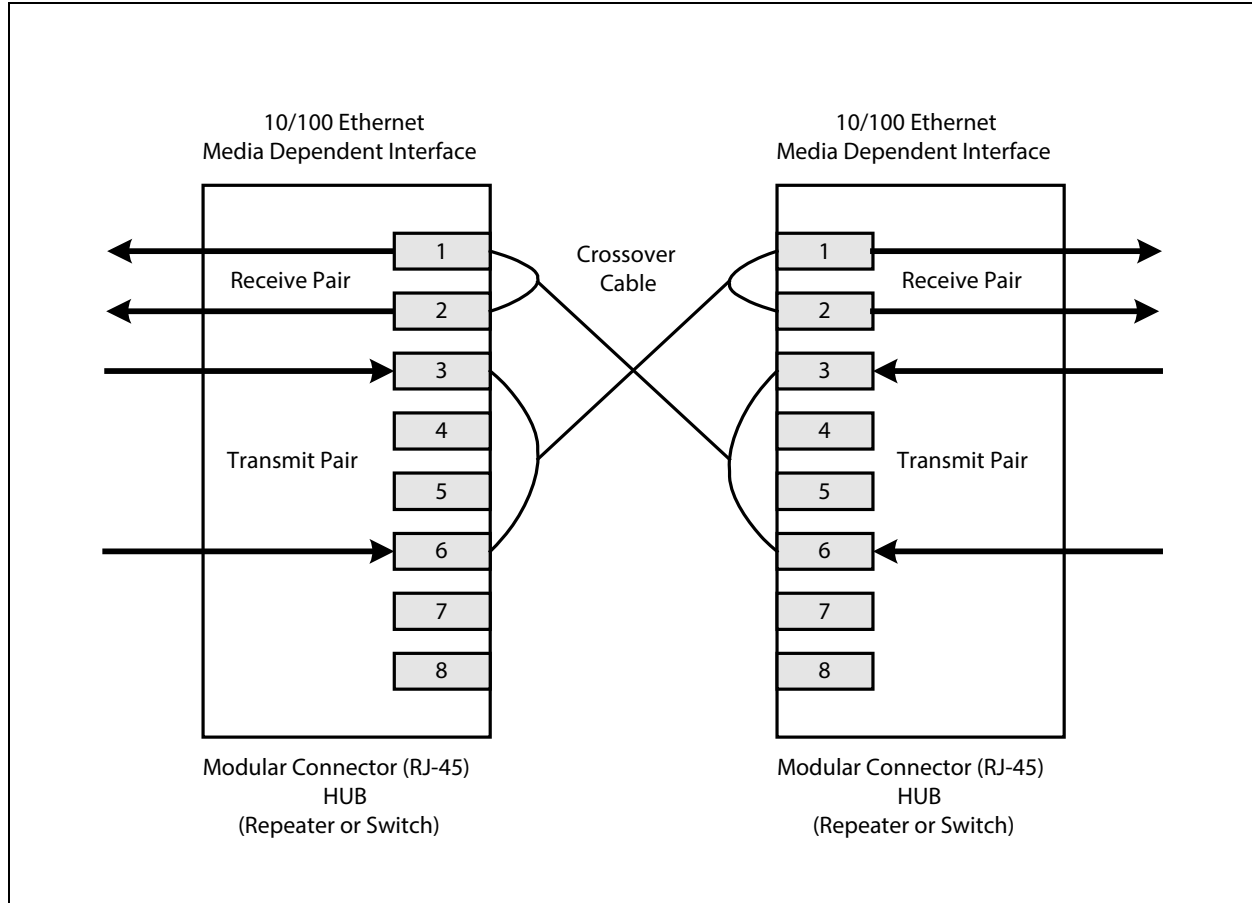 10/100 Ethernet
Media Dependent Interface
10/100 Ethernet
Media Dependent Interface
1
2
3
4
5
6
7
8
Receive Pair
Transmit Pair
Crossover
Cable
1
2
3
4
5
6
7
8
Receive Pair
Transmit Pair
Modular Connector (RJ-45)
HUB
(Repeater or Switch)
Modular Connector (RJ-45)
HUB
(Repeater or Switch)